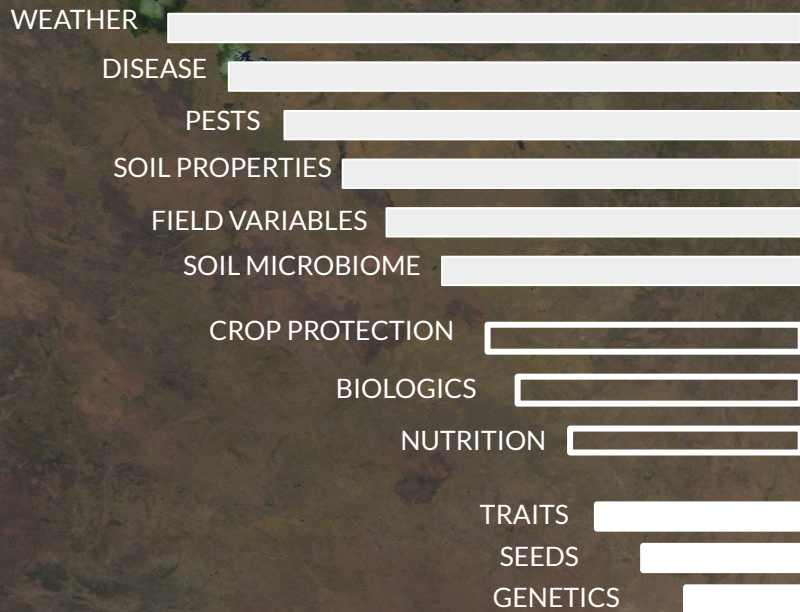 WEATHER
DISEASE
PESTS
SOIL PROPERTIES
FIELD VARIABLES
SOIL MICROBIOME
CROP PROTECTION
BIOLOGICS
NUTRITION
TRAITS
SEEDS
GENETICS